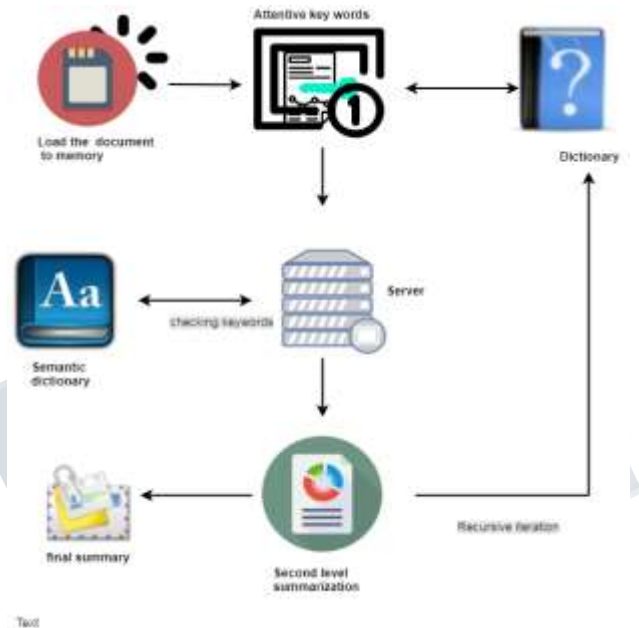 Attentive key words
Load the document
to memory
Dictionary
Aa
Server
checking keywords
Semantic
dictionary
Recursive iteration
final summary
Second level
summarization
Text